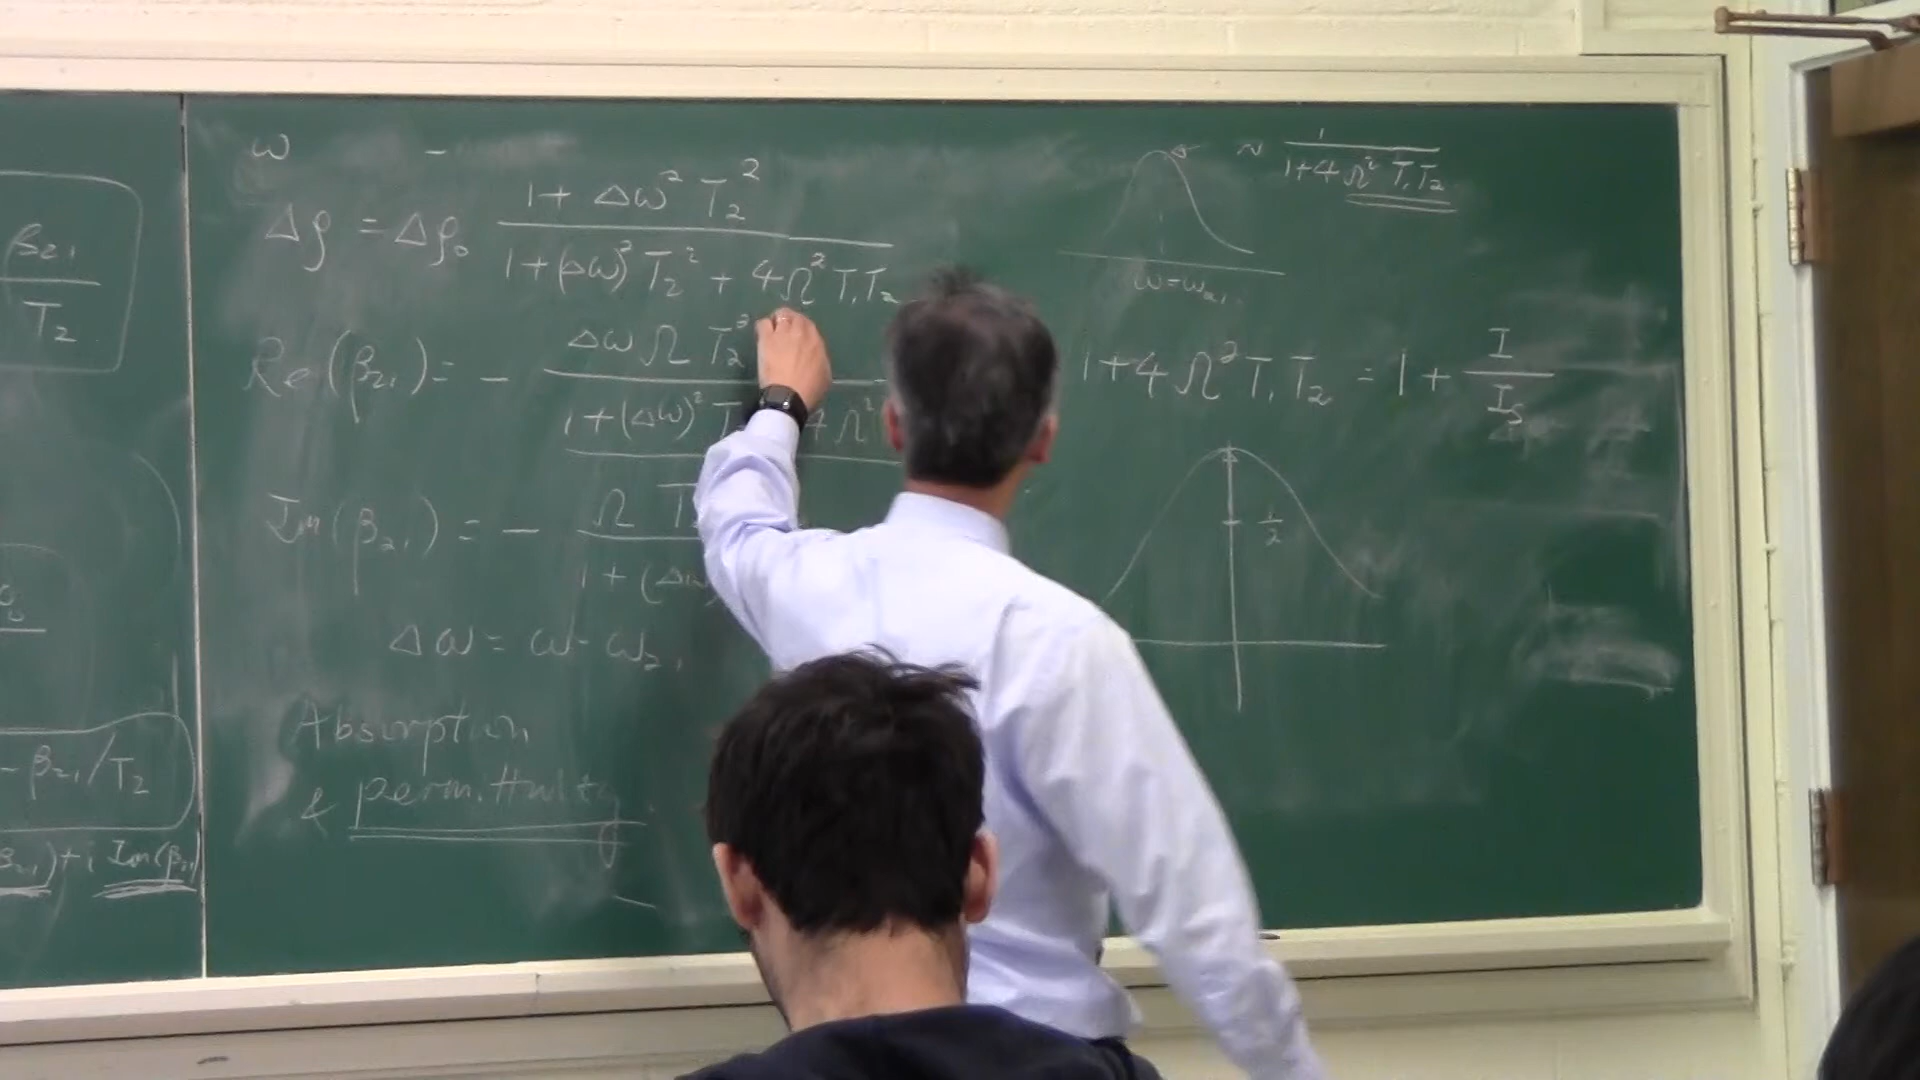 β₂₁
T₂
- β₂₁/T₂
β₂₁)+i Im(β₂₁)
ω -
Δρ = Δρ₀ (1+ Δω² T₂²)/(1+(Δω)² T₂² + 4Ω² T₁T₂)
Re(β₂₁) = - ΔωΩ T₂²
1+(Δω)² T 4Ω²
Im(β₂₁) = - Ω T
1 + (Δω
Δω = ω - ω₂₁
Absorption
& permittivity.
~ 1/(1+4Ω² T₁T₂)
ω=ω₂₁
1+4Ω² T₁T₂ = 1 + I/Iₛ
1/2